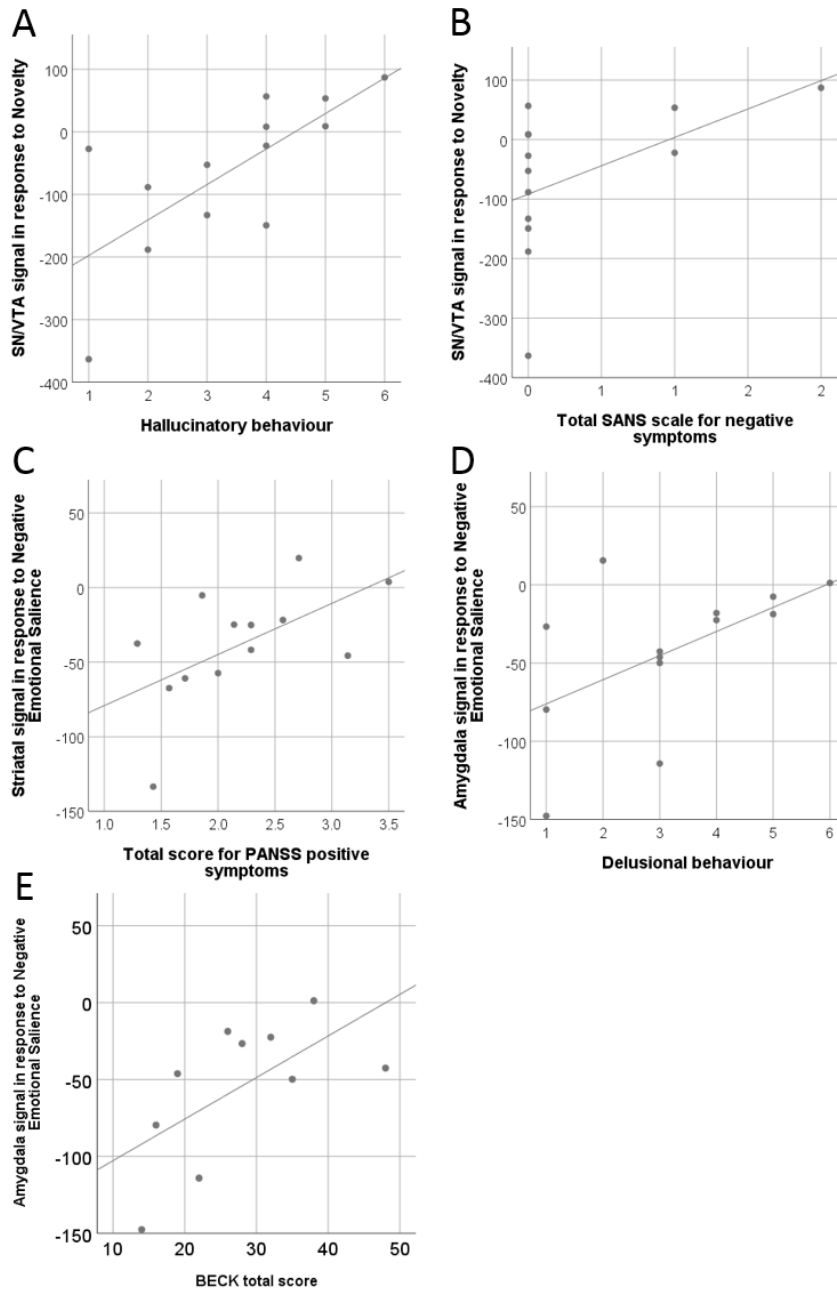 A
SN/VTA signal in response to Novelty
100
0
-100
-200
-300
-400
1 2 3 4 5 6
Hallucinatory behaviour
B
SN/VTA signal in response to Novelty
100
0
-100
-200
-300
-400
0 1 1 2 2
Total SANS scale for negative
symptoms
C
Striatal signal in response to Negative
Emotional Salience
50
0
-50
-100
-150
1.0 1.5 2.0 2.5 3.0 3.5
Total score for PANSS positive
symptoms
D
Amygdala signal in response to Negative
Emotional Salience
50
0
-50
-100
-150
1 2 3 4 5 6
Delusional behaviour
E
Amygdala signal in response to Negative
Emotional Salience
50
0
-50
-100
-150
10 20 30 40 50
BECK total score